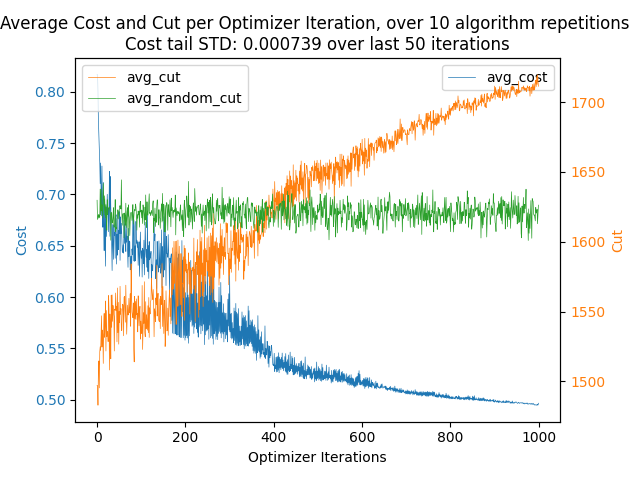 Average Cost and Cut per Optimizer Iteration, over 10 algorithm repetitions
Cost tail STD: 0.000739 over last 50 iterations
avg_cut
avg_random_cut
avg_cost
0.80
0.75
0.70
0.65
0.60
0.55
0.50
Cost
1700
1650
1600
1550
1500
Cut
0
200
400
600
800
1000
Optimizer Iterations